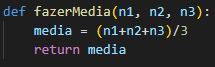 def fazerMedia(n1, n2, n3):
    media = (n1+n2+n3)/3
    return media